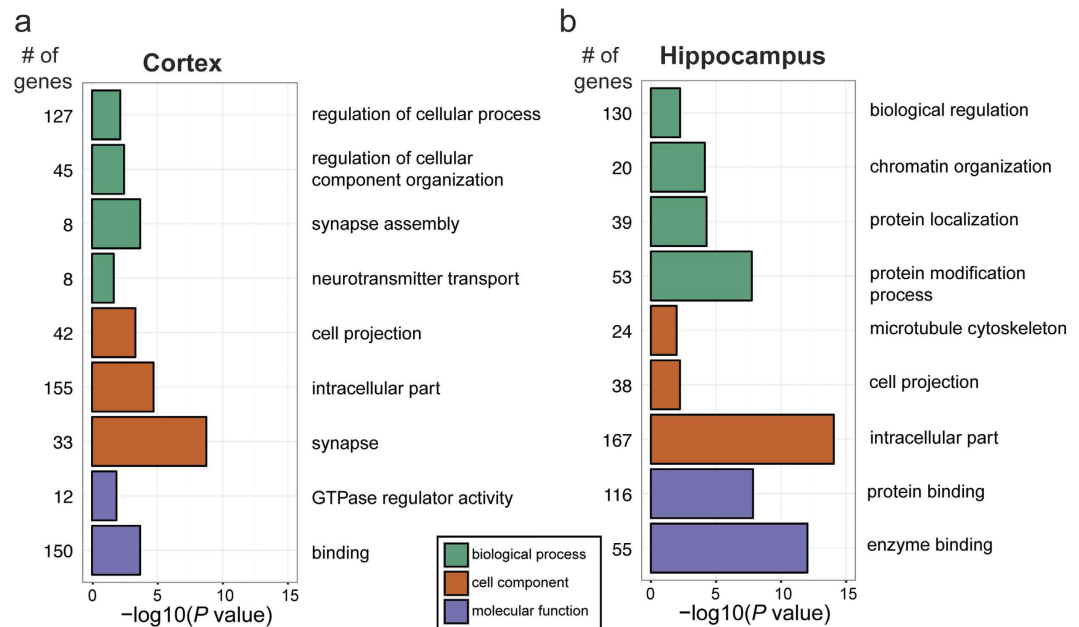 a
# of
genes
Cortex
127
regulation of cellular process
45
regulation of cellular
component organization
8
synapse assembly
8
neurotransmitter transport
42
cell projection
155
intracellular part
33
synapse
12
GTPase regulator activity
150
binding
0 5 10 15
−log10(P value)
biological process
cell component
molecular function
b
# of
genes
Hippocampus
130
biological regulation
20
chromatin organization
39
protein localization
53
protein modification
process
24
microtubule cytoskeleton
38
cell projection
167
intracellular part
116
protein binding
55
enzyme binding
0 5 10 15
−log10(P value)